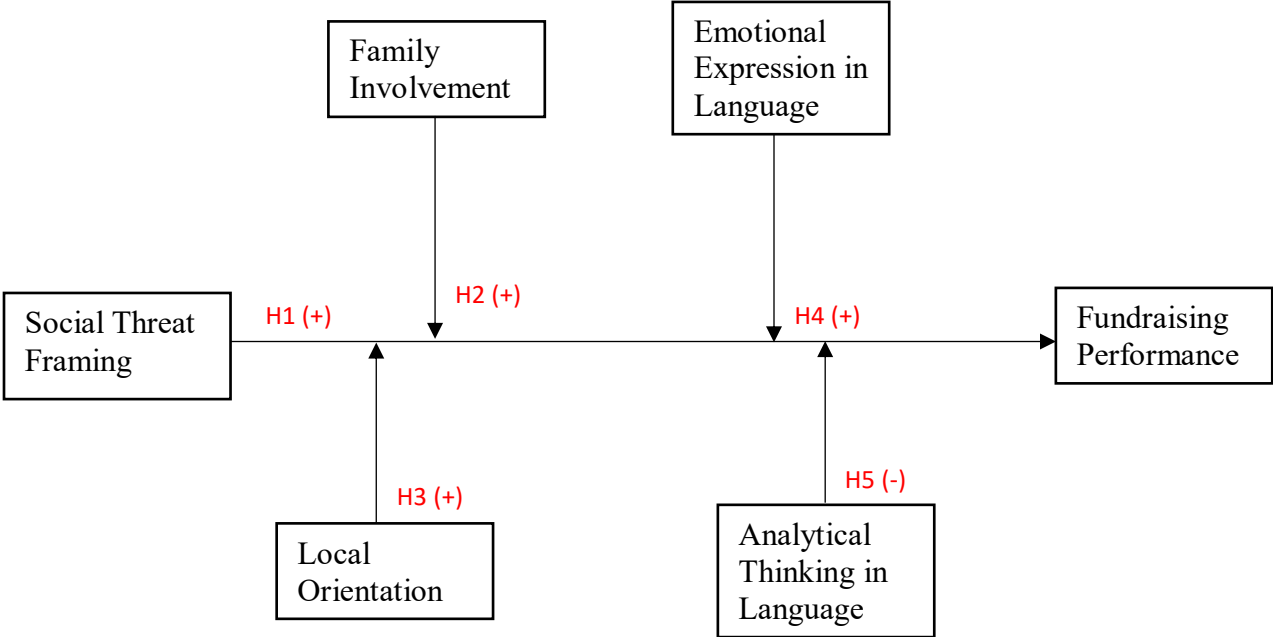 Family
Involvement
Emotional
Expression in
Language
Social Threat
Framing
H1 (+)
H2 (+)
H4 (+)
Fundraising
Performance
H3 (+)
H5 (-)
Local
Orientation
Analytical
Thinking in
Language